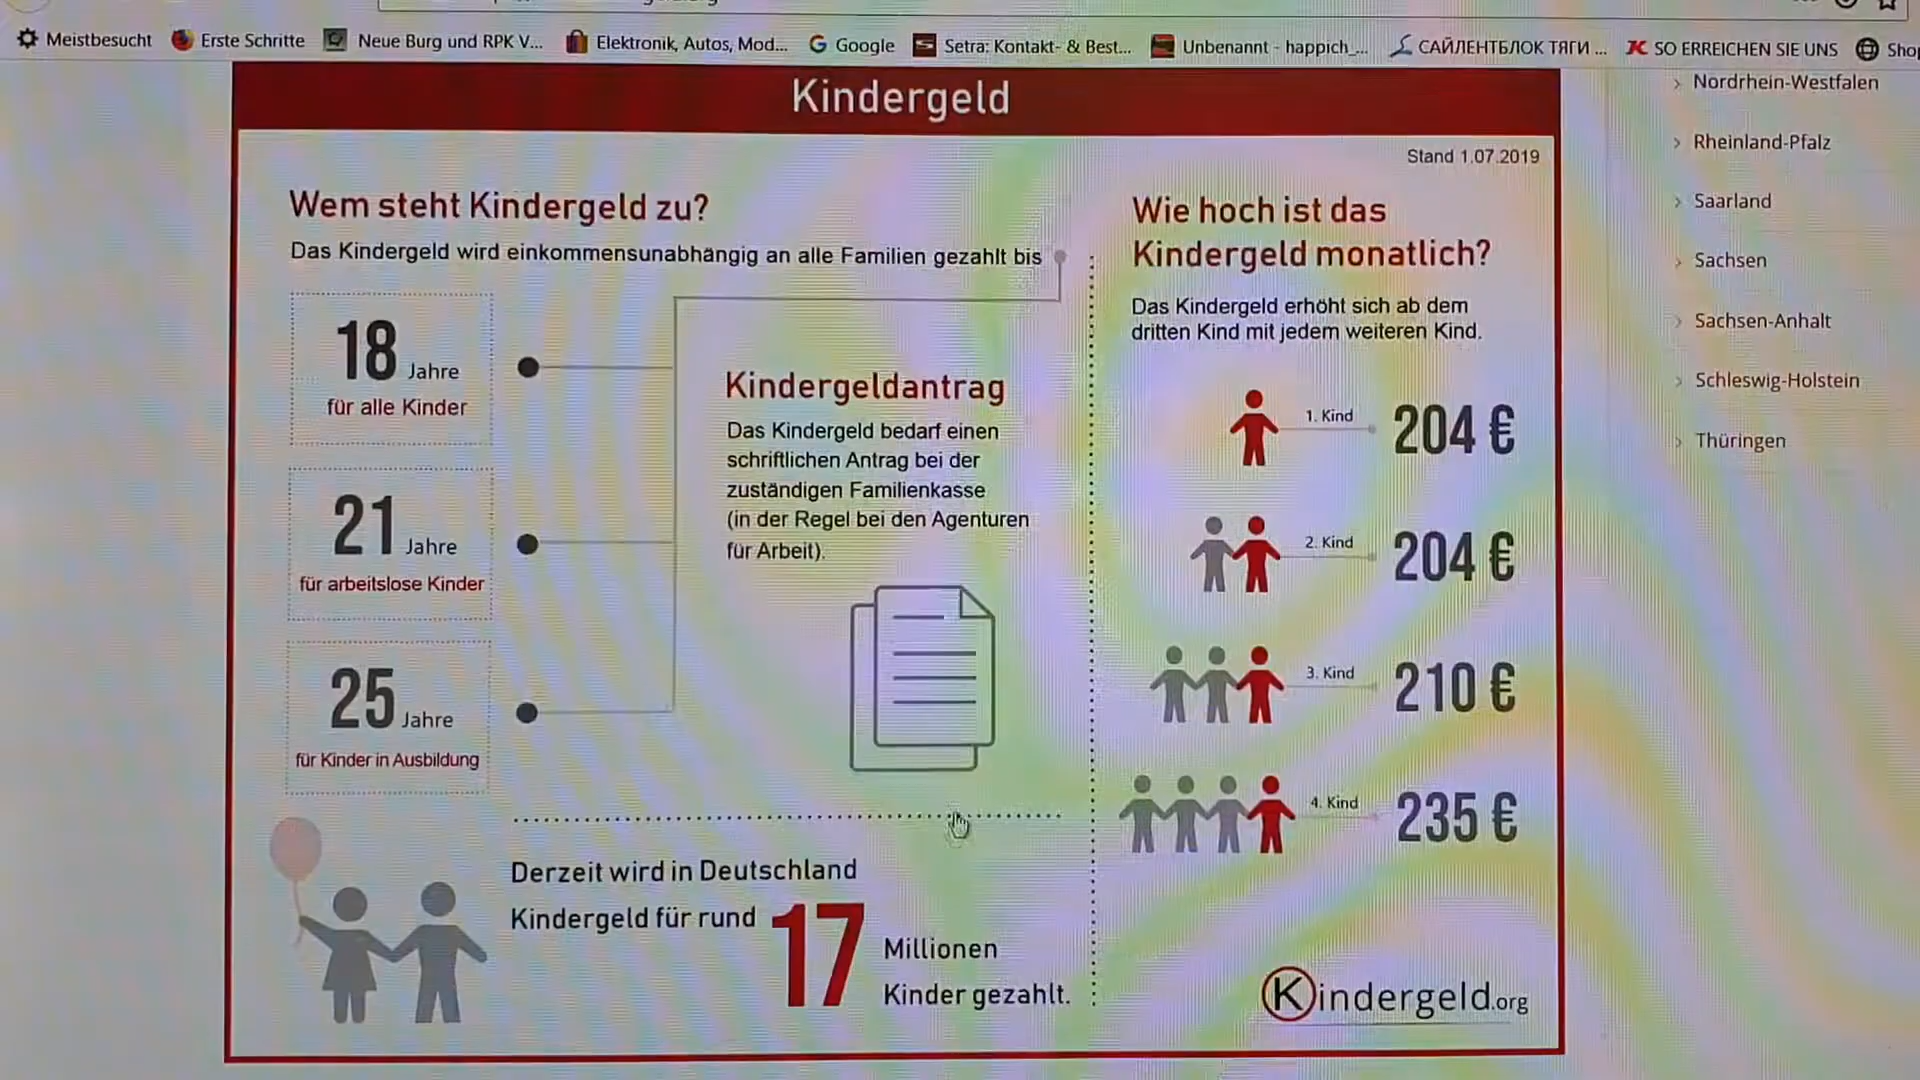 Meistbesucht
Erste Schritte
Neue Burg und RPK V...
Elektronik, Autos, Mod...
Google
Setra: Kontakt- & Best...
Unbenannt - happich_...
САЙЛЕНТБЛОК ТЯГИ ...
SO ERREICHEN SIE UNS
Shop
Kindergeld
Stand 1.07.2019
Wem steht Kindergeld zu?
Das Kindergeld wird einkommensunabhängig an alle Familien gezahlt bis
18 Jahre
für alle Kinder
21 Jahre
für arbeitslose Kinder
25 Jahre
für Kinder in Ausbildung
Kindergeldantrag
Das Kindergeld bedarf einen
schriftlichen Antrag bei der
zuständigen Familienkasse
(in der Regel bei den Agenturen
für Arbeit).
Derzeit wird in Deutschland
Kindergeld für rund 17 Millionen
Kinder gezahlt.
Wie hoch ist das
Kindergeld monatlich?
Das Kindergeld erhöht sich ab dem
dritten Kind mit jedem weiteren Kind.
1. Kind 204 €
2. Kind 204 €
3. Kind 210 €
4. Kind 235 €
Kindergeld.org
Nordrhein-Westfalen
Rheinland-Pfalz
Saarland
Sachsen
Sachsen-Anhalt
Schleswig-Holstein
Thüringen